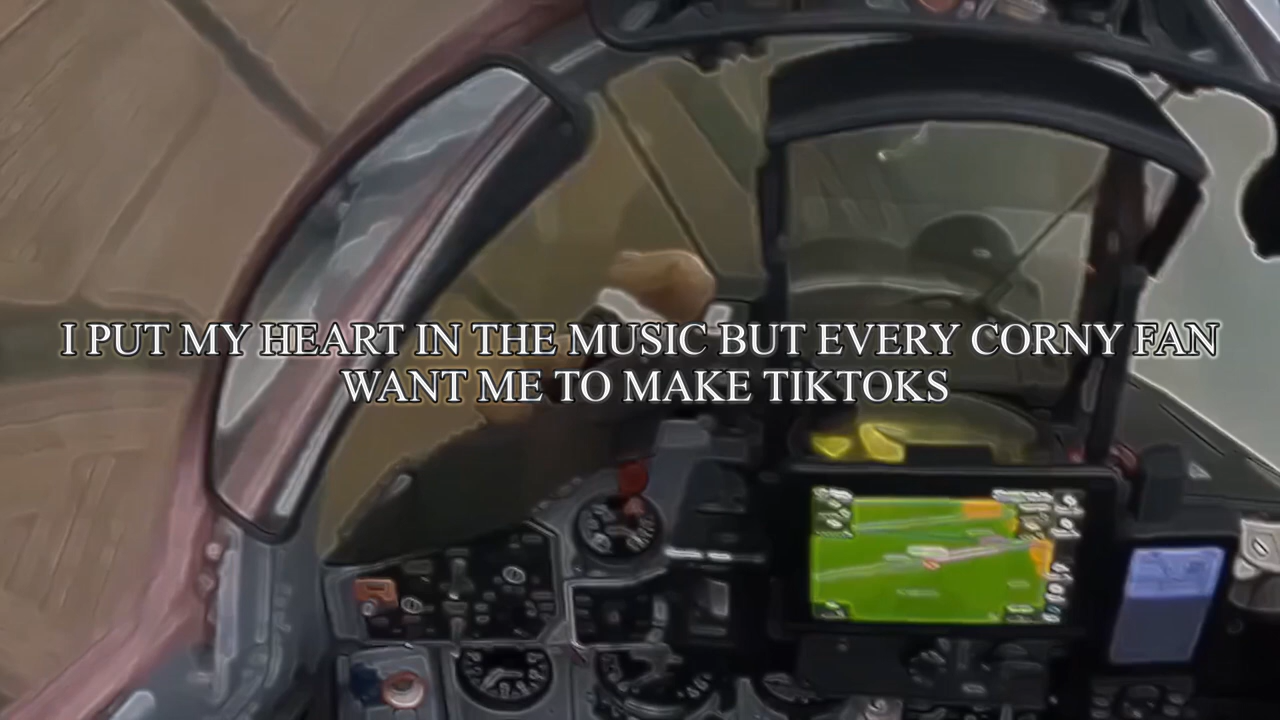 I PUT MY HEART IN THE MUSIC BUT EVERY CORNY FAN
WANT ME TO MAKE TIKTOKS